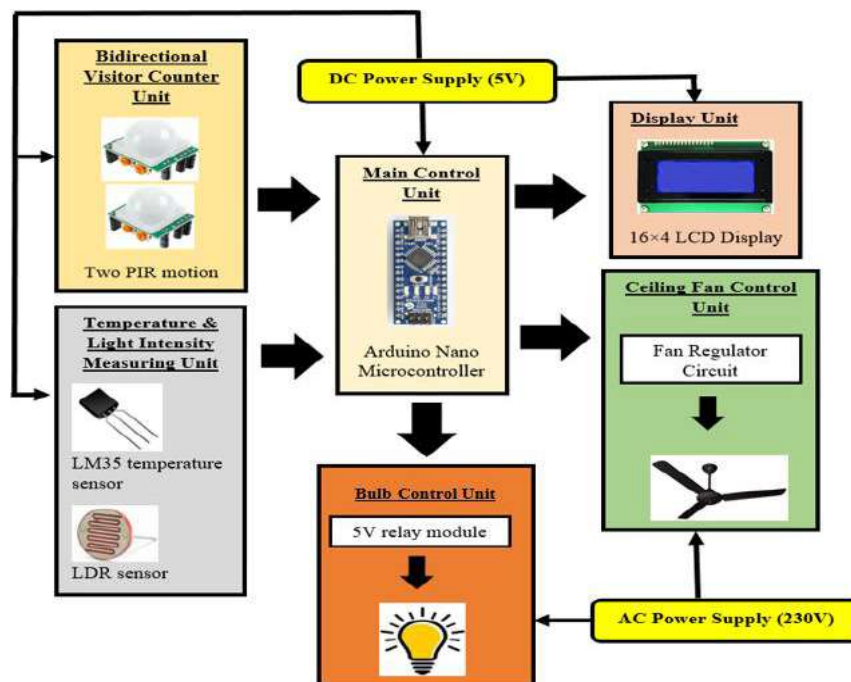 Bidirectional
Visitor Counter
Unit
Two PIR motion
Temperature &
Light Intensity
Measuring Unit
LM35 temperature
sensor
LDR sensor
DC Power Supply (5V)
Main Control
Unit
Arduino Nano
Microcontroller
Display Unit
16×4 LCD Display
Ceiling Fan Control
Unit
Fan Regulator
Circuit
Bulb Control Unit
5V relay module
AC Power Supply (230V)